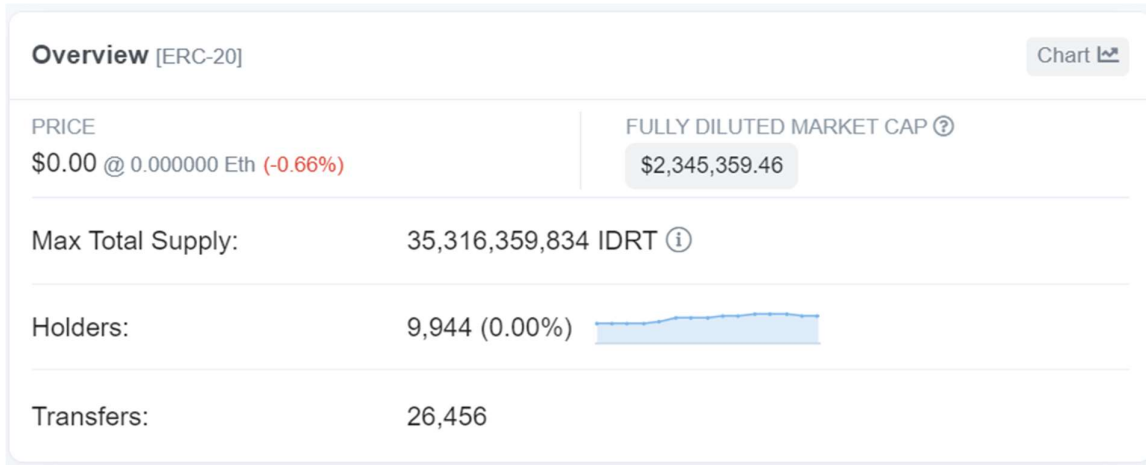 Overview [ERC-20]
Chart
PRICE
$0.00 @ 0.000000 Eth (-0.66%)
FULLY DILUTED MARKET CAP
$2,345,359.46
Max Total Supply: 35,316,359,834 IDRT
Holders: 9,944 (0.00%)
Transfers: 26,456